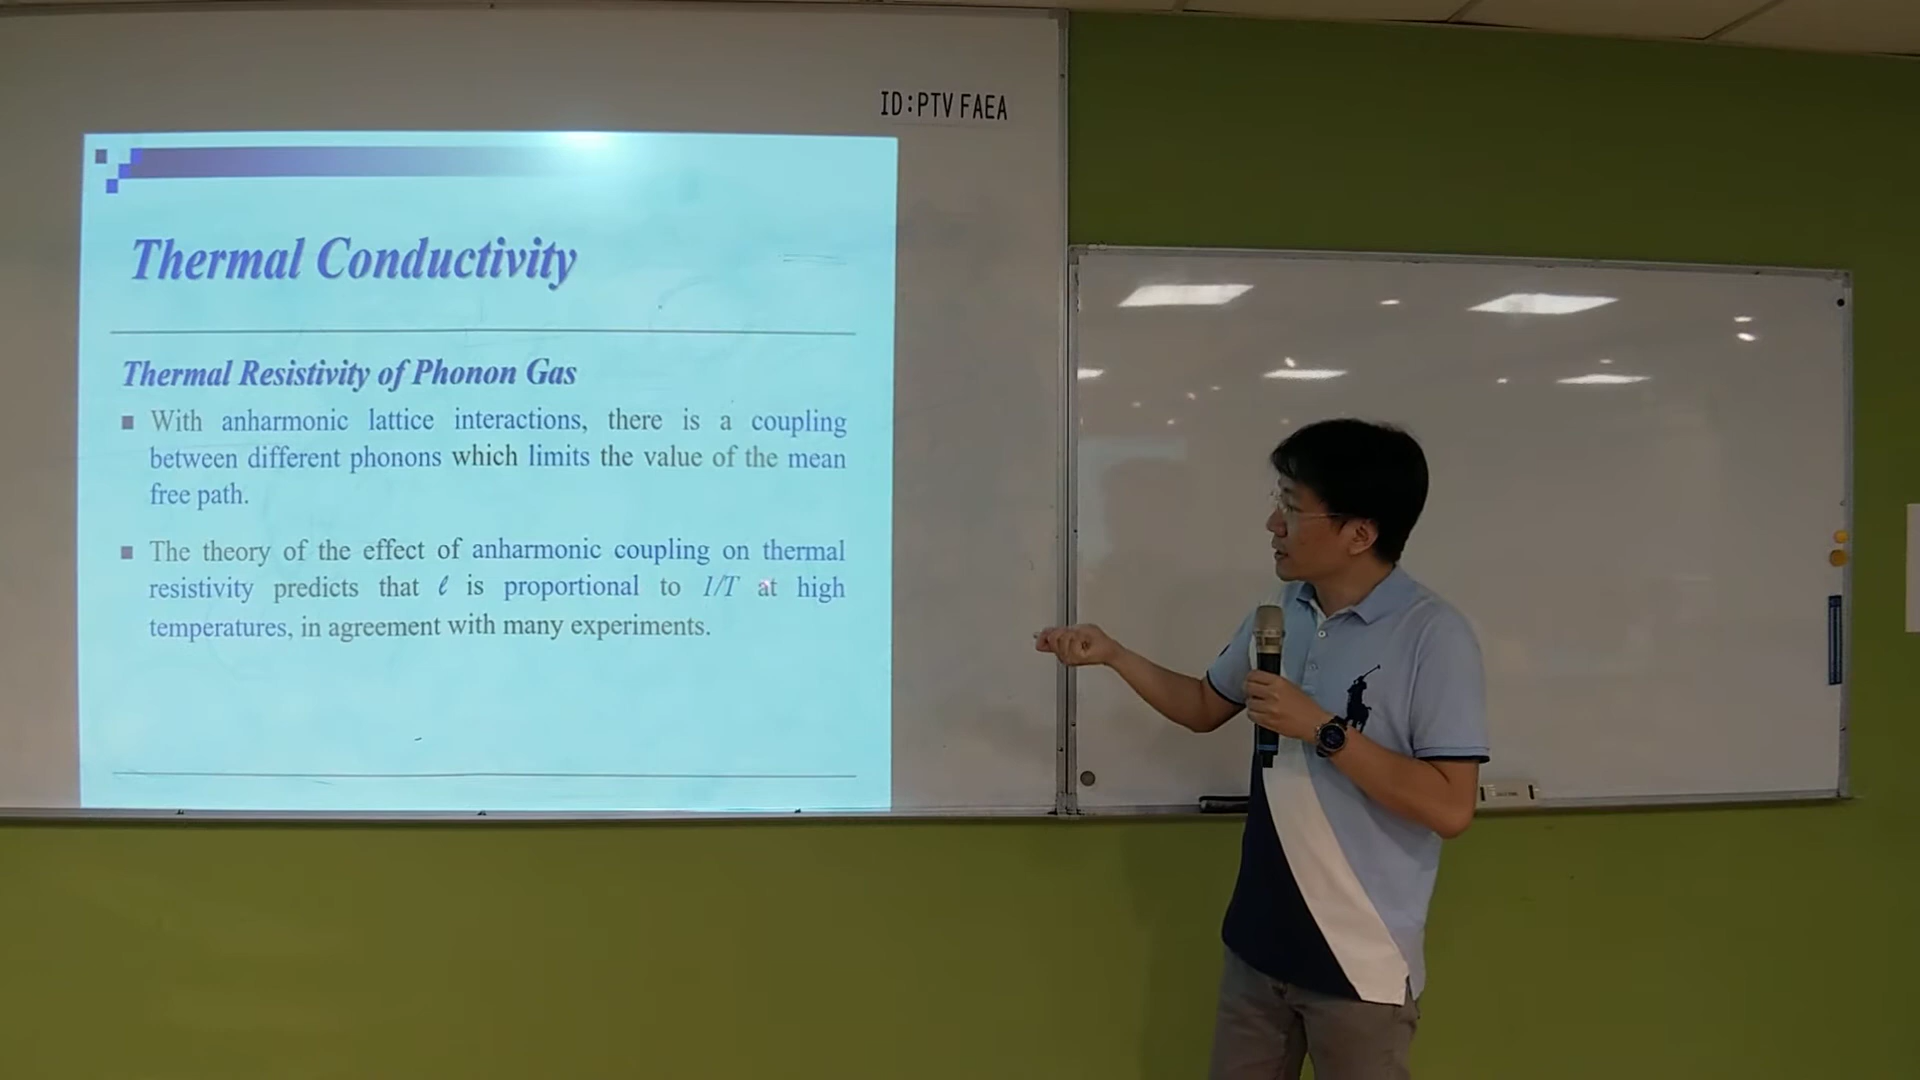 ID:PTV FAEA
Thermal Conductivity
Thermal Resistivity of Phonon Gas
■ With anharmonic lattice interactions, there is a coupling
between different phonons which limits the value of the mean
free path.
■ The theory of the effect of anharmonic coupling on thermal
resistivity predicts that ℓ is proportional to 1/T at high
temperatures, in agreement with many experiments.